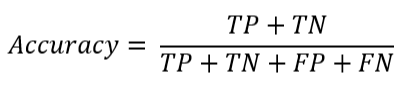 Accuracy = TP + TN / TP + TN + FP + FN